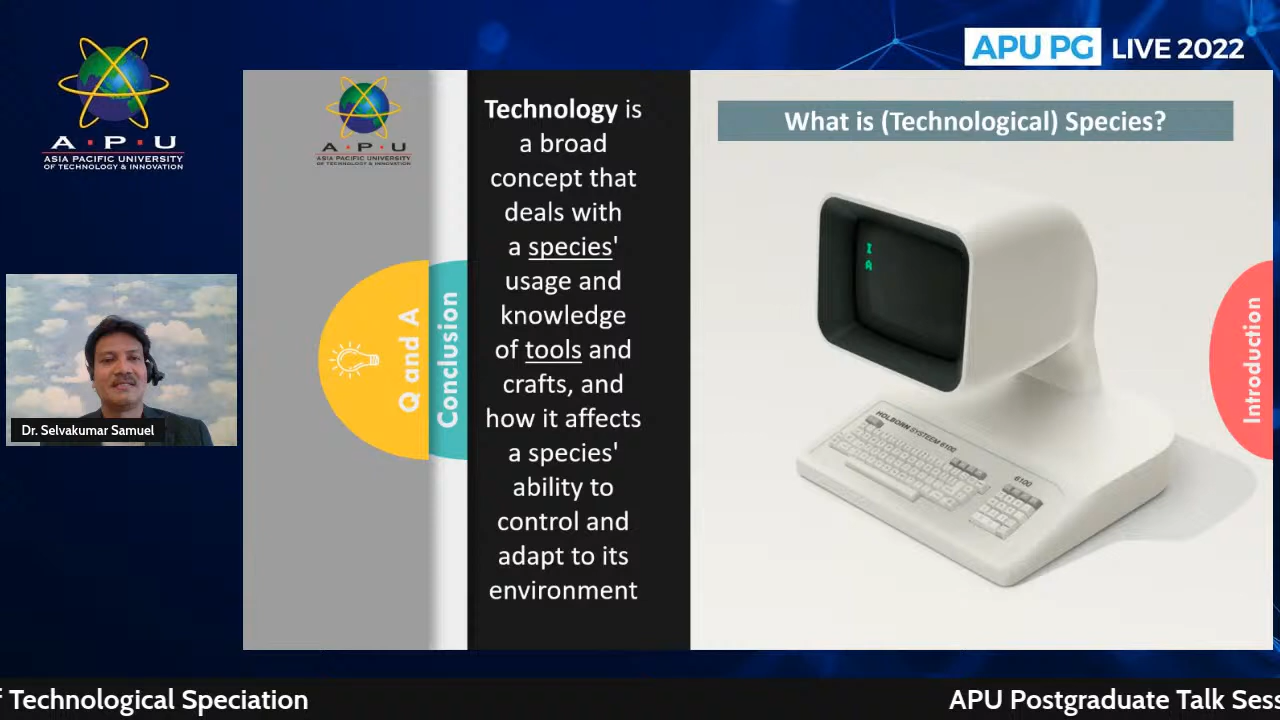 APU PG LIVE 2022
A·P·U
ASIA PACIFIC UNIVERSITY
OF TECHNOLOGY & INNOVATION
A·P·U
ASIA PACIFIC UNIVERSITY
OF TECHNOLOGY & INNOVATION
Q and A
Conclusion
Technology is
a broad
concept that
deals with
a species'
usage and
knowledge
of tools and
crafts, and
how it affects
a species'
ability to
control and
adapt to its
environment
What is (Technological) Species?
I
A
HOLBORN SYSTEEM 6100
6100
Introduction
Dr. Selvakumar Samuel
Technological Speciation
APU Postgraduate Talk Sess